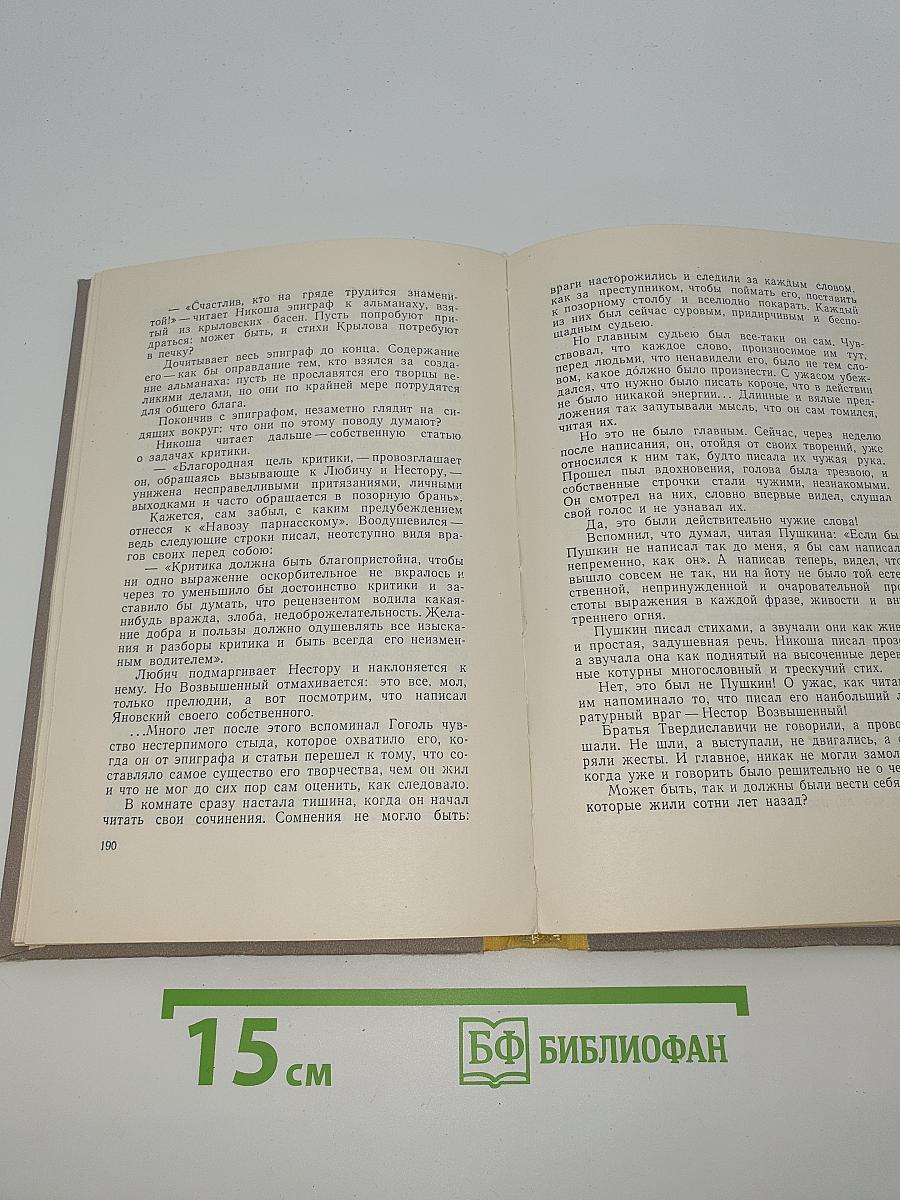 — «Счастлив, кто на гряде трудится знамени-
той!» — читает Никоша эпиграф к альманаху, взя-
тый из крыловских басен. Пусть попробуют при-
драться: может быть, и стихи Крылова потребуют
в печку?
Дочитывает весь эпиграф до конца. Содержание
его — как бы оправдание тем, кто взялся за созда-
ние альманаха: пусть не прославятся его творцы ве-
ликими делами, но они по крайней мере потрудятся
для общего блага.
Покончив с эпиграфом, незаметно глядит на си-
дящих вокруг: что они по этому поводу думают?
Никоша читает дальше — собственную статью
о задачах критики.
— «Благородная цель критики, — провозглашает
он, обращаясь вызывающе к Любичу и Нестору, —
унижена несправедливыми притязаниями, личными
выходками и часто обращается в позорную брань».
Кажется, сам забыл, с каким предубеждением
отнесся к «Навозу парнасскому». Воодушевился —
ведь следующие строки писал, неотступно видя вра-
гов своих перед собою:
— «Критика должна быть благопристойна, чтобы
ни одно выражение оскорбительное не вкралось и
через то уменьшило бы достоинство критики и за-
ставило бы думать, что рецензентом водила какая-
нибудь вражда, злоба, недоброжелательность. Жела-
ние добра и пользы должно одушевлять все изыска-
ния и разборы критика и быть всегда его неизмен-
ным водителем».
Любич подмаргивает Нестору и наклоняется к
нему. Но Возвышенный отмахивается: это все, мол,
только прелюдии, а вот посмотрим, что написал
Яновский своего собственного.
...Много лет после этого вспоминал Гоголь чув-
ство нестерпимого стыда, которое охватило его, ко-
гда он от эпиграфа и статьи перешел к тому, что со-
ставляло самое существо его творчества, чем он жил
и что не мог до сих пор сам оценить, как следовало.
В комнате сразу настала тишина, когда он начал
читать свои сочинения. Сомнения не могло быть:
190
враги насторожились и следили за каждым словом,
как за преступником, чтобы поймать его, поставить
к позорному столбу и вселюдно покарать. Каждый
из них был сейчас суровым, придирчивым и беспо-
щадным судьею.
Но главным судьею был все-таки он сам. Чув-
ствовал, что каждое слово, произносимое им тут,
перед людьми, что ненавидели его, было не тем сло-
вом, какое до́лжно было произнести. С ужасом убеж-
дался, что нужно было писать короче, что в действии
не было никакой энергии... Длинные и вялые пред-
ложения так запутывали мысль, что он сам томился,
читая их.
Но это не было главным. Сейчас, через неделю
после написания, он, отойдя от своих творений, уже
относился к ним так, будто писала их чужая рука.
Прошел пыл вдохновения, голова была трезвою, и
собственные строчки стали чужими, незнакомыми.
Он смотрел на них, словно впервые видел, слушал
свой голос и не узнавал их.
Да, это были действительно чужие слова!
Вспомнил, что думал, читая Пушкина: «Если бы
Пушкин не написал так до меня, я бы сам написал
непременно, как он». А написав теперь, видел, что
вышло совсем не так, ни на йоту не было той есте
ственной, непринужденной и очаровательной про
стоты выражения в каждой фразе, живости и вн
треннего огня.
Пушкин писал стихами, а звучали они как жив
и простая, задушевная речь. Никоша писал прозо
а звучала она как поднятый на высоченные дерев
ные котурны многословный и трескучий стих.
Нет, это был не Пушкин! О ужас, как читае
им напоминало то, что писал его наибольший л
ратурный враг — Нестор Возвышенный!
Братья Твердиславичи не говорили, а прово
шали. Не шли, а выступали, не двигались, а
ряли жесты. И главное, никак не могли замол
когда уже и говорить было решительно не о че
Может быть, так и должны были вести себя
которые жили сотни лет назад?
15 см
БФ БИБЛИОФАН